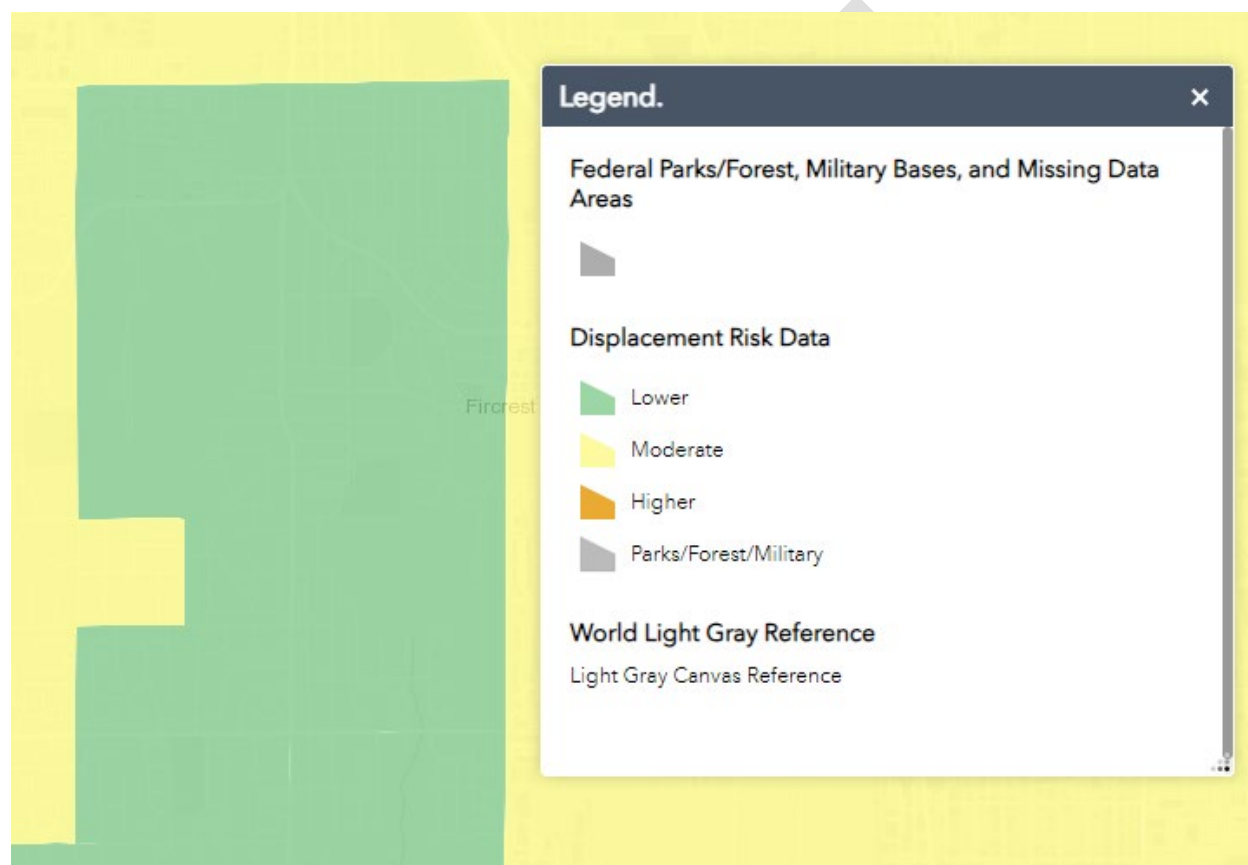 Legend.
×
Federal Parks/Forest, Military Bases, and Missing Data
Areas
Displacement Risk Data
Lower
Moderate
Higher
Parks/Forest/Military
World Light Gray Reference
Light Gray Canvas Reference
Fircrest